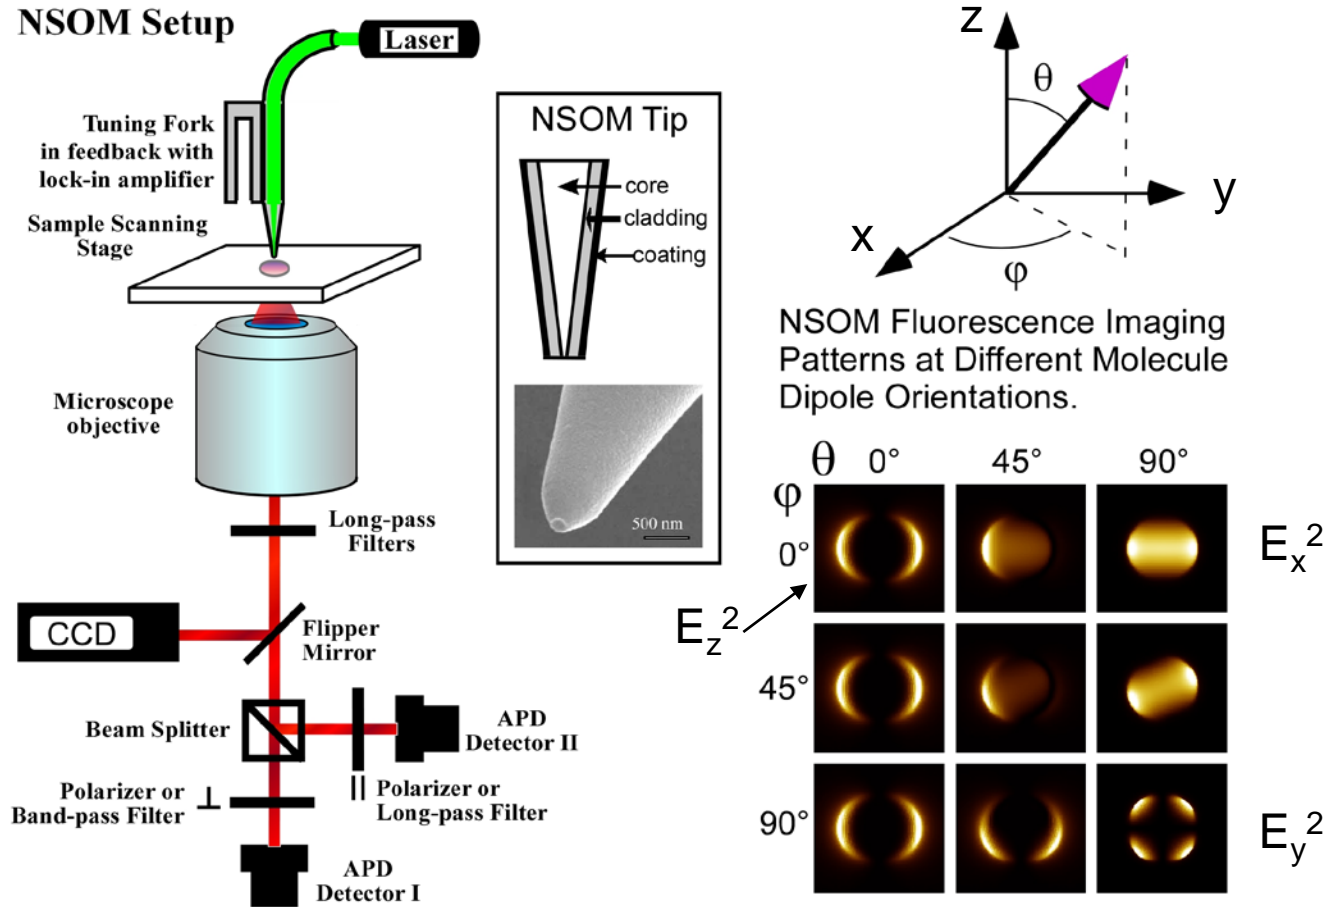 NSOM Setup
Laser
Tuning Fork
in feedback with
lock-in amplifier
Sample Scanning
Stage
Microscope
objective
Long-pass
Filters
CCD
Flipper
Mirror
Beam Splitter
APD
Detector II
Polarizer or
Band-pass Filter
⊥
||
Polarizer or
Long-pass Filter
APD
Detector I
NSOM Tip
core
cladding
coating
500 nm
z
θ
y
x
φ
NSOM Fluorescence Imaging
Patterns at Different Molecule
Dipole Orientations.
θ 0° 45° 90°
φ
0°
Ex²
Ez²
45°
90°
Ey²